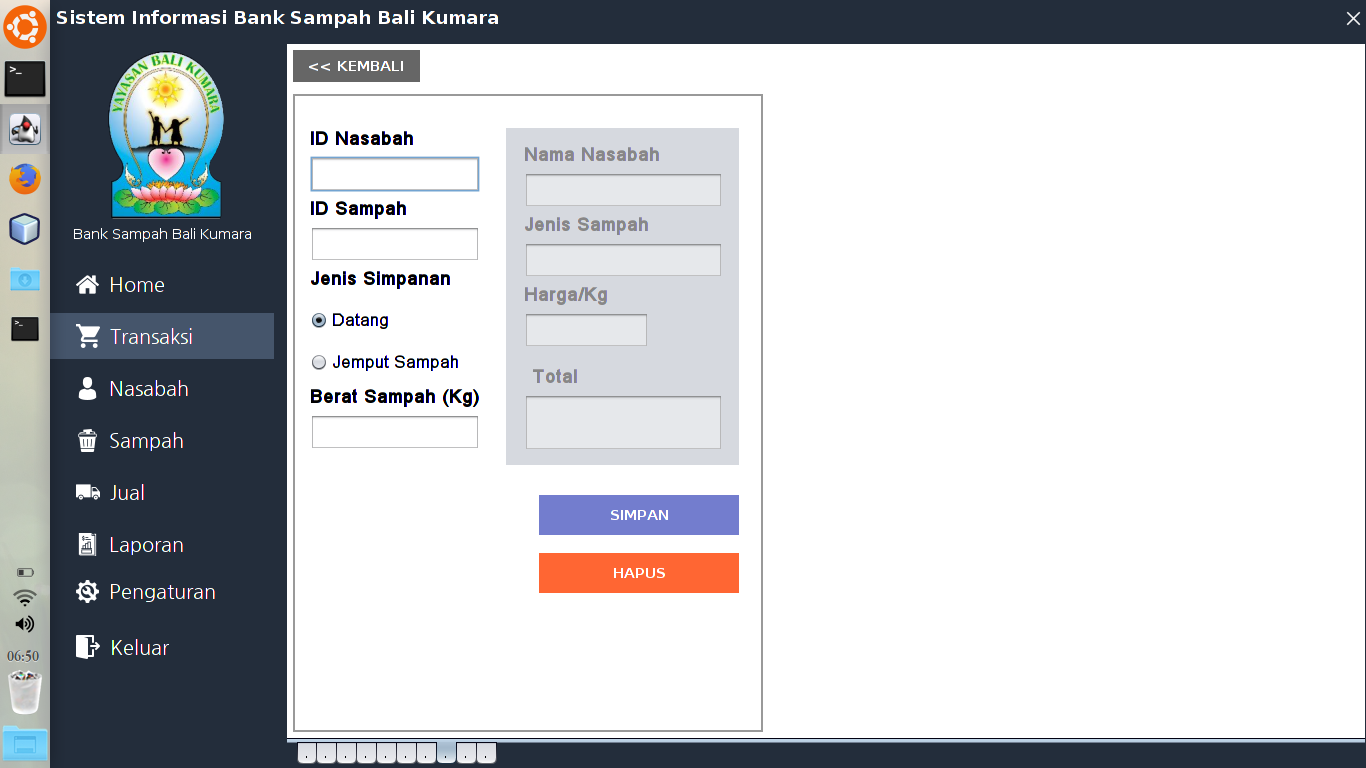 Sistem Informasi Bank Sampah Bali Kumara
YAYASAN BALI KUMARA
Bank Sampah Bali Kumara
Home
Transaksi
Nasabah
Sampah
Jual
Laporan
Pengaturan
Keluar
06:50
<< KEMBALI
ID Nasabah
ID Sampah
Jenis Simpanan
Datang
Jemput Sampah
Berat Sampah (Kg)
Nama Nasabah
Jenis Sampah
Harga/Kg
Total
SIMPAN
HAPUS
. . . . . . . . . .